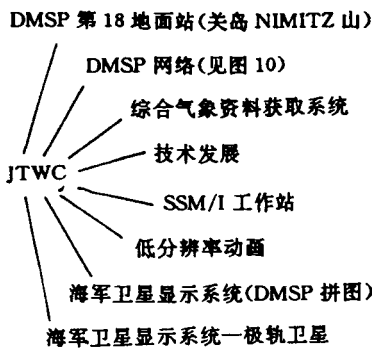 DMSP 第 18 地面站(关岛 NIMITZ 山)
DMSP 网络(见图 10)
综合气象资料获取系统
技术发展
JTWC
SSM/I 工作站
低分辨率动画
海军卫星显示系统(DMSP 拼图)
海军卫星显示系统—极轨卫星